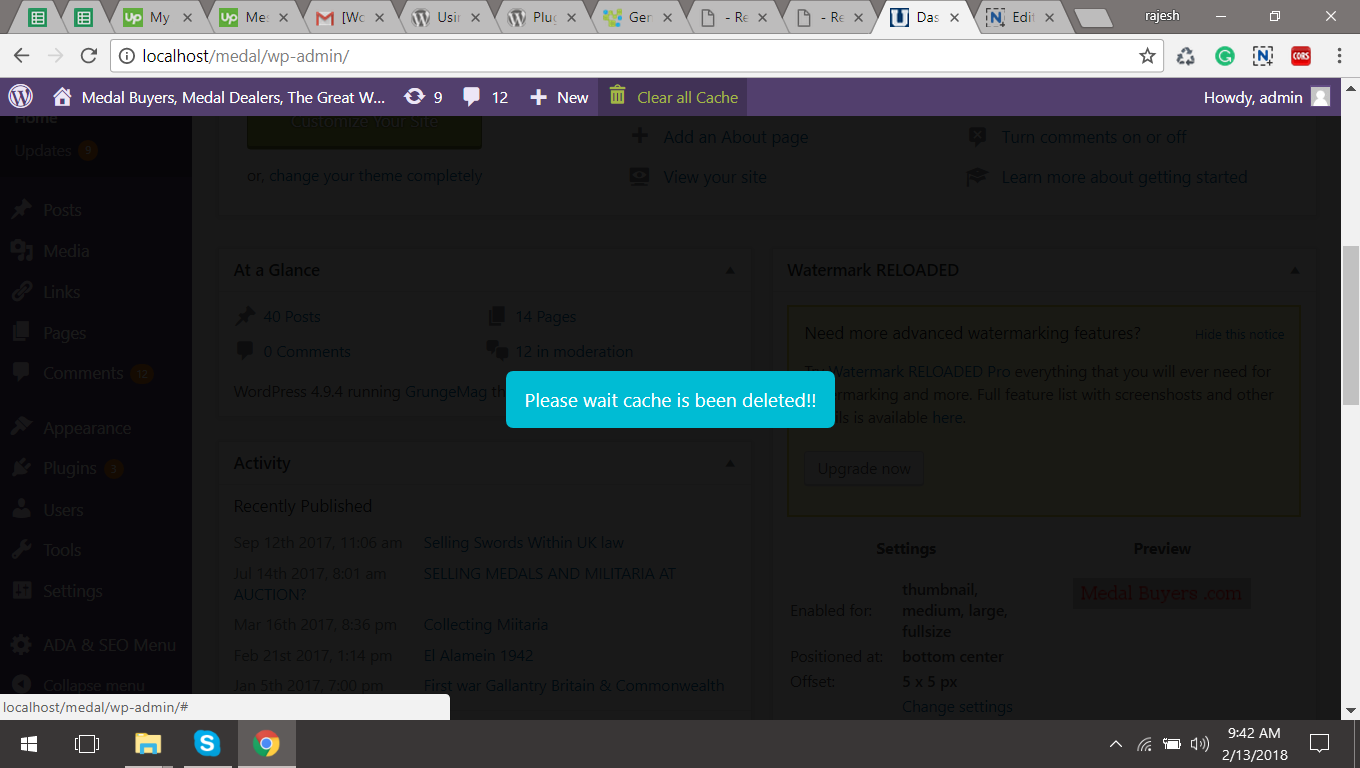 My
Mes
[Wo
Usin
Plug
Gen
- Re
- Re
Das
Edit
rajesh
localhost/medal/wp-admin/
CORS
Medal Buyers, Medal Dealers, The Great W...
9
12
New
Clear all Cache
Howdy, admin
Home
Customize Your Site
Add an About page
Turn comments on or off
Updates 9
or, change your theme completely
View your site
Learn more about getting started
Posts
Media
Links
Pages
Comments 12
Appearance
Plugins 3
Users
Tools
Settings
ADA & SEO Menu
Collapse menu
At a Glance
40 Posts
14 Pages
0 Comments
12 in moderation
WordPress 4.9.4 running GrungeMag th
Watermark RELOADED
Need more advanced watermarking features?
Hide this notice
Try Watermark RELOADED Pro everything that you will ever need for
termarking and more. Full feature list with screenshosts and other
ls is available here.
Upgrade now
Please wait cache is been deleted!!
Activity
Recently Published
Sep 12th 2017, 11:06 am Selling Swords Within UK law
Jul 14th 2017, 8:01 am SELLING MEDALS AND MILITARIA AT
AUCTION?
Mar 16th 2017, 8:36 pm Collecting Miitaria
Feb 21st 2017, 1:14 pm El Alamein 1942
Jan 5th 2017, 7:00 pm First war Gallantry Britain & Commonwealth
Settings
Preview
Enabled for:
thumbnail,
medium, large,
fullsize
Medal Buyers .com
Positioned at: bottom center
Offset: 5 x 5 px
Change settings
localhost/medal/wp-admin/#
9:42 AM
2/13/2018